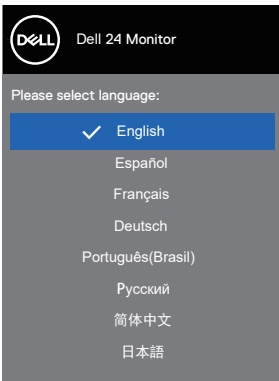 DELL
Dell 24 Monitor
Please select language:
English
Español
Français
Deutsch
Português(Brasil)
Русский
简体中文
日本語